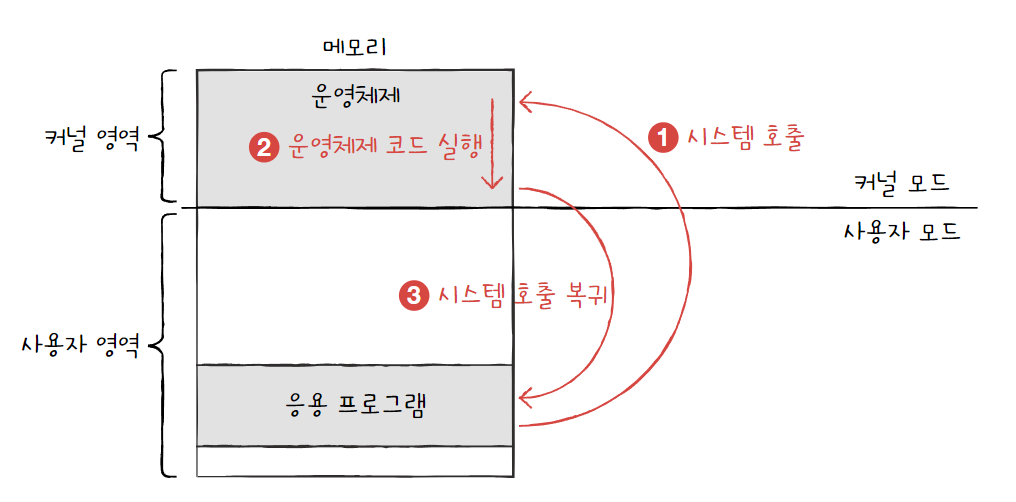 메모리
운영체제
커널 영역
2 운영체제 코드 실행
1 시스템 호출
커널 모드
사용자 모드
3 시스템 호출 복귀
사용자 영역
응용 프로그램